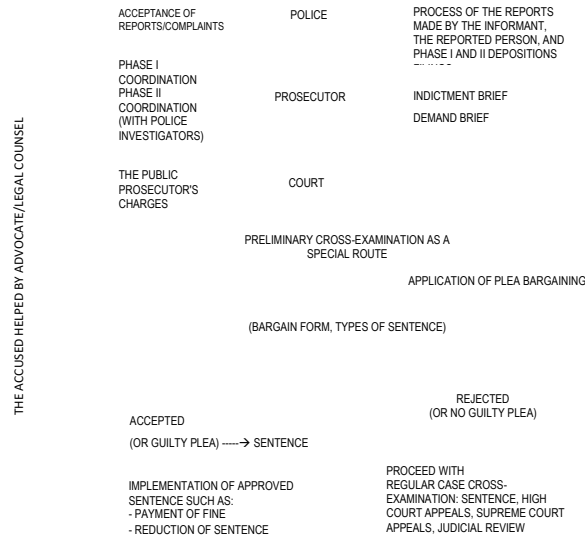 THE ACCUSED HELPED BY ADVOCATE/LEGAL COUNSEL
ACCEPTANCE OF
REPORTS/COMPLAINTS
POLICE
PROCESS OF THE REPORTS
MADE BY THE INFORMANT,
THE REPORTED PERSON, AND
PHASE I AND II DEPOSITIONS
PHASE I
COORDINATION
PHASE II
COORDINATION
(WITH POLICE
INVESTIGATORS)
PROSECUTOR
INDICTMENT BRIEF
DEMAND BRIEF
THE PUBLIC
PROSECUTOR'S
CHARGES
COURT
PRELIMINARY CROSS-EXAMINATION AS A
SPECIAL ROUTE
APPLICATION OF PLEA BARGAINING
(BARGAIN FORM, TYPES OF SENTENCE)
ACCEPTED
(OR GUILTY PLEA) -----→ SENTENCE
REJECTED
(OR NO GUILTY PLEA)
IMPLEMENTATION OF APPROVED
SENTENCE SUCH AS:
- PAYMENT OF FINE
- REDUCTION OF SENTENCE
PROCEED WITH
REGULAR CASE CROSS-
EXAMINATION: SENTENCE, HIGH
COURT APPEALS, SUPREME COURT
APPEALS, JUDICIAL REVIEW